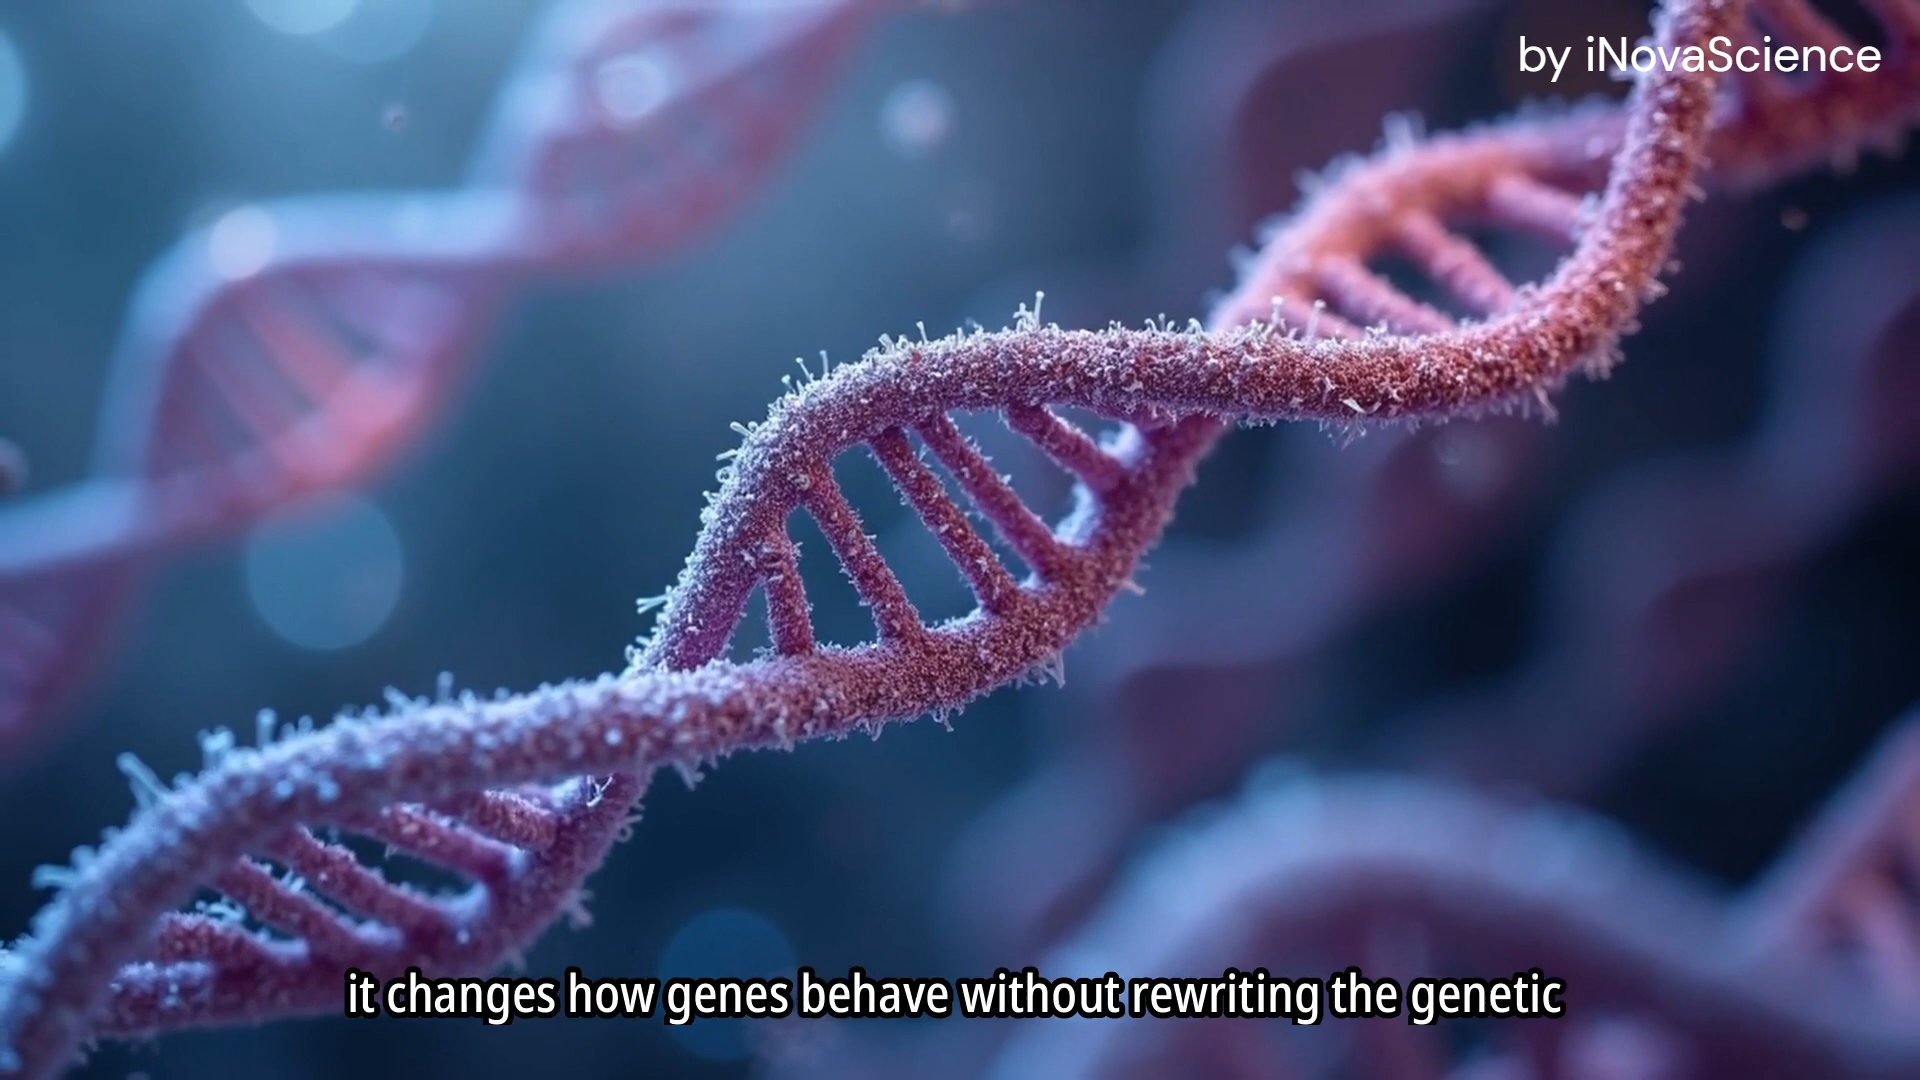 by iNovaScience
it changes how genes behave without rewriting the genetic